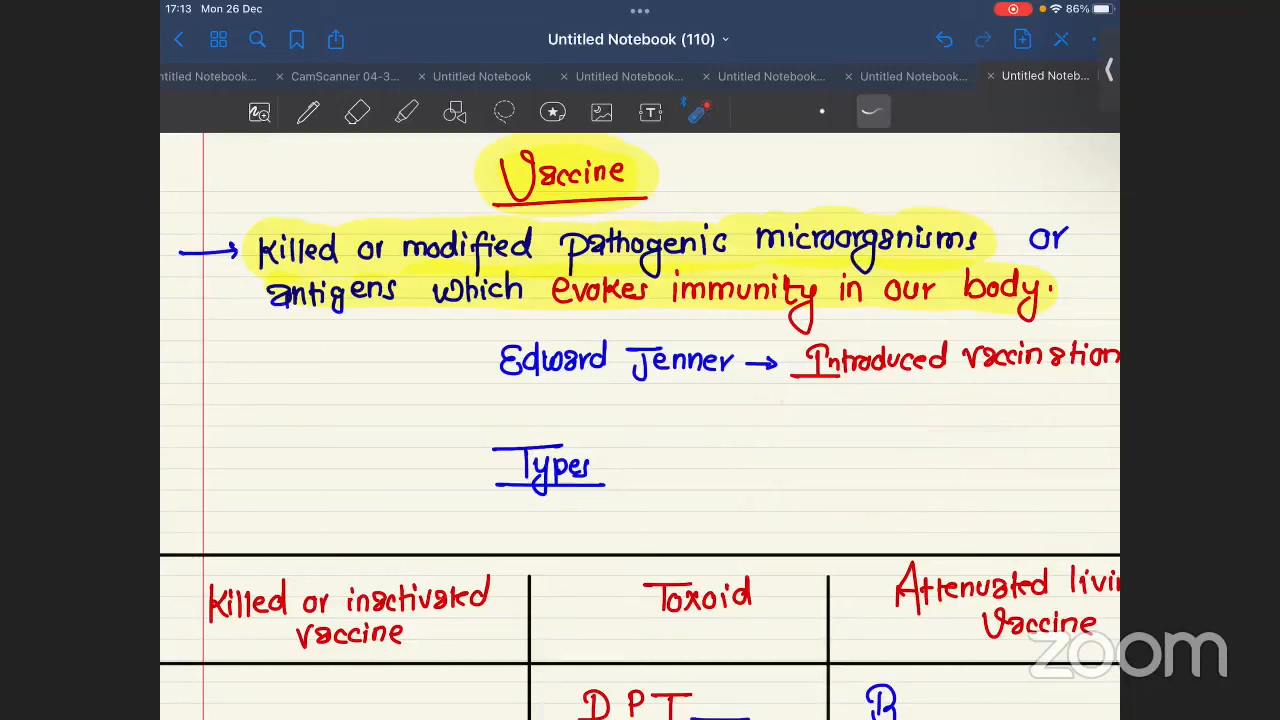 17:13 Mon 26 Dec
86%
Untitled Notebook (110)
ntitled Notebook...
CamScanner 04-3...
Untitled Notebook
Untitled Notebook...
Untitled Notebook...
Untitled Notebook...
Untitled Noteb...
Vaccine
→ Killed or modified pathogenic microorganisms or
antigens which evokes immunity in our body.
Edward Jenner → Introduced vaccination
Types
Killed or inactivated
vaccine
Toxoid
Attenuated livi
Vaccine
zoom
D P T
B